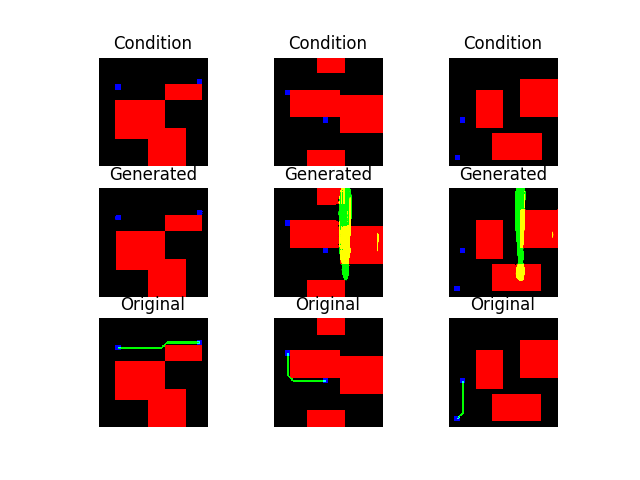 Condition Condition Condition
Generated Generated Generated
Original Original Original